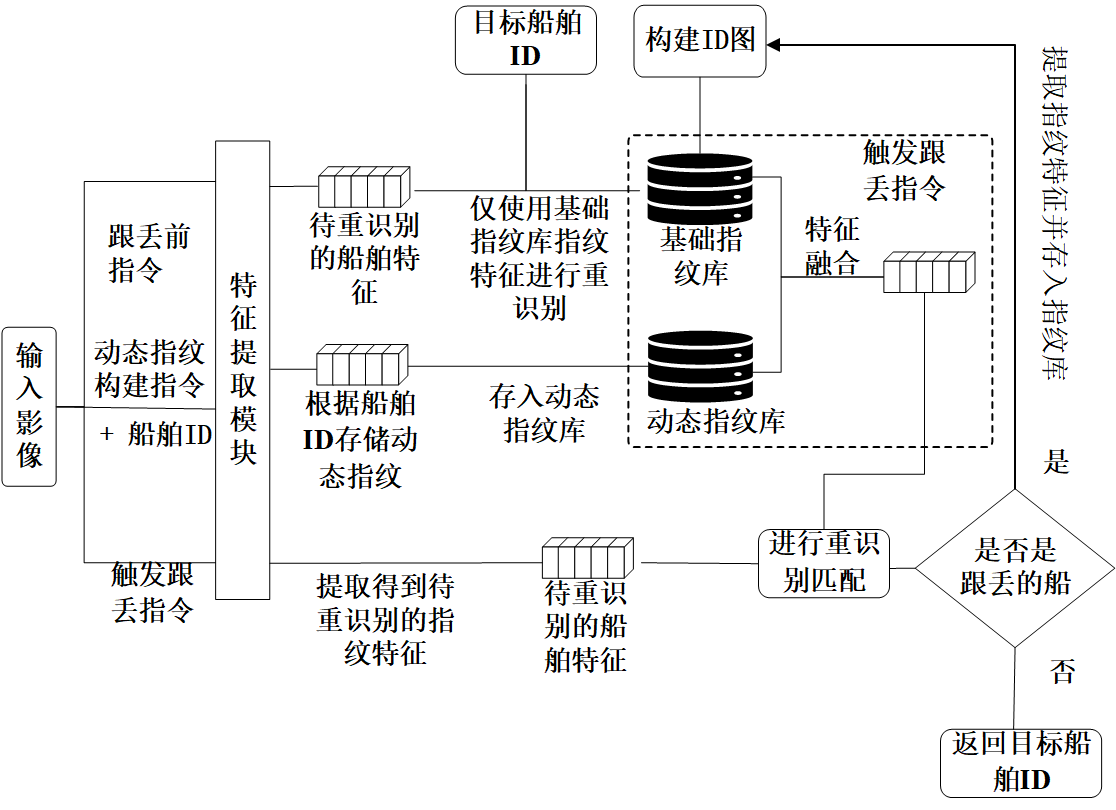 目标船舶
ID
构建ID图
提取指纹特征并存入指纹库
触发跟
丢指令
跟丢前
指令
待重识别
的船舶特
征
仅使用基础
指纹库指纹
特征进行重
识别
基础指
纹库
特征
融合
输
入
影
像
动态指纹
构建指令
+ 船舶ID
特
征
提
取
模
块
根据船舶
ID存储动
态指纹
存入动态
指纹库
动态指纹库
是
触发跟
丢指令
提取得到待
重识别的指
纹特征
待重识
别的船
舶特征
进行重识
别匹配
是否是
跟丢的船
否
返回目标船
舶ID